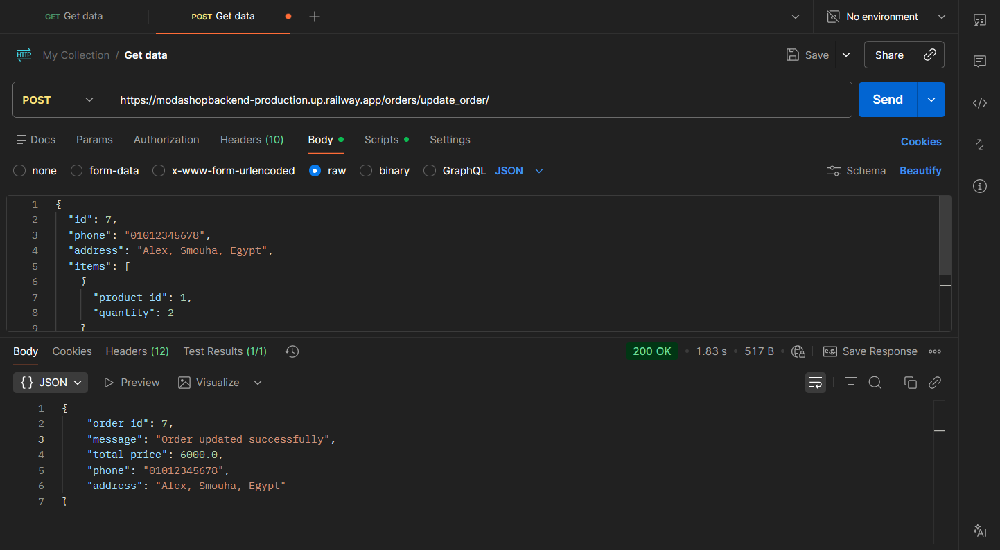 GET Get data
POST Get data
No environment
HTTP My Collection / Get data
Save
Share
POST https://modashopbackend-production.up.railway.app/orders/update_order/
Send
Docs Params Authorization Headers (10) Body Scripts Settings
Cookies
none form-data x-www-form-urlencoded raw binary GraphQL JSON
Schema Beautify
1 {
2 "id": 7,
3 "phone": "01012345678",
4 "address": "Alex, Smouha, Egypt",
5 "items": [
6 {
7 "product_id": 1,
8 "quantity": 2
9 },
Body Cookies Headers (12) Test Results (1/1)
200 OK • 1.83 s • 517 B • e.g. Save Response
{} JSON Preview Visualize
1 {
2 "order_id": 7,
3 "message": "Order updated successfully",
4 "total_price": 6000.0,
5 "phone": "01012345678",
6 "address": "Alex, Smouha, Egypt"
7 }
AI